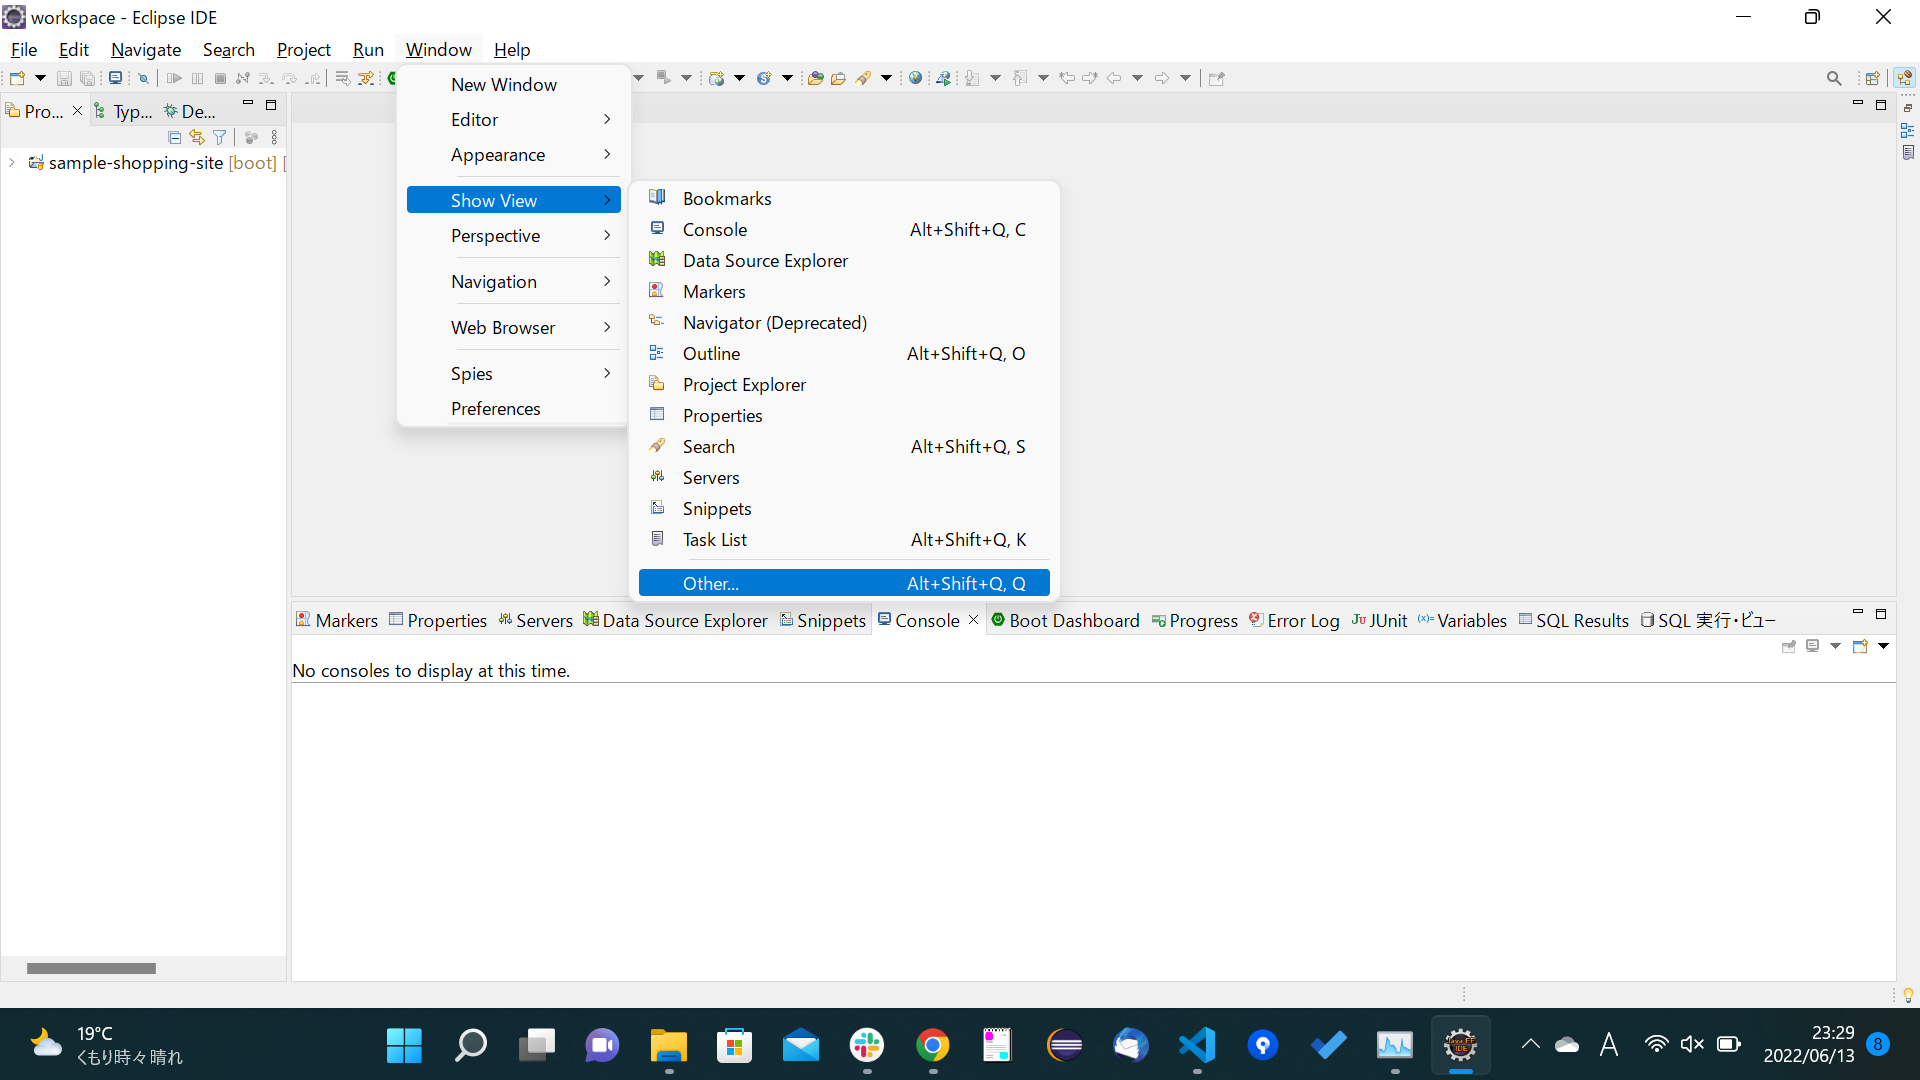 workspace - Eclipse IDE
File Edit Navigate Search Project Run Window Help
Pro... Typ... De...
sample-shopping-site [boot] [
New Window
Editor
Appearance
Show View
Perspective
Navigation
Web Browser
Spies
Preferences
Bookmarks
Console Alt+Shift+Q, C
Data Source Explorer
Markers
Navigator (Deprecated)
Outline Alt+Shift+Q, O
Project Explorer
Properties
Search Alt+Shift+Q, S
Servers
Snippets
Task List Alt+Shift+Q, K
Other... Alt+Shift+Q, Q
Markers Properties Servers Data Source Explorer Snippets Console Boot Dashboard Progress Error Log JUnit Variables SQL Results SQL 実行・ビュー
No consoles to display at this time.
19°C
くもり時々晴れ
Java EE
IDE
A
23:29
2022/06/13
8